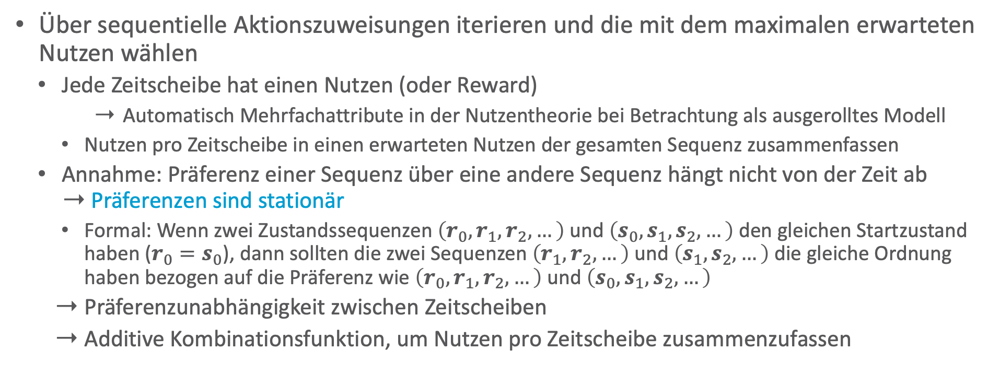 • Über sequentielle Aktionszuweisungen iterieren und die mit dem maximalen erwarteten
Nutzen wählen
• Jede Zeitscheibe hat einen Nutzen (oder Reward)
→ Automatisch Mehrfachattribute in der Nutzentheorie bei Betrachtung als ausgerolltes Modell
• Nutzen pro Zeitscheibe in einen erwarteten Nutzen der gesamten Sequenz zusammenfassen
• Annahme: Präferenz einer Sequenz über eine andere Sequenz hängt nicht von der Zeit ab
→ Präferenzen sind stationär
• Formal: Wenn zwei Zustandssequenzen (r₀, r₁, r₂, … ) und (s₀, s₁, s₂, … ) den gleichen Startzustand
haben (r₀ = s₀), dann sollten die zwei Sequenzen (r₁, r₂, … ) und (s₁, s₂, … ) die gleiche Ordnung
haben bezogen auf die Präferenz wie (r₀, r₁, r₂, … ) und (s₀, s₁, s₂, … )
→ Präferenzunabhängigkeit zwischen Zeitscheiben
→ Additive Kombinationsfunktion, um Nutzen pro Zeitscheibe zusammenzufassen